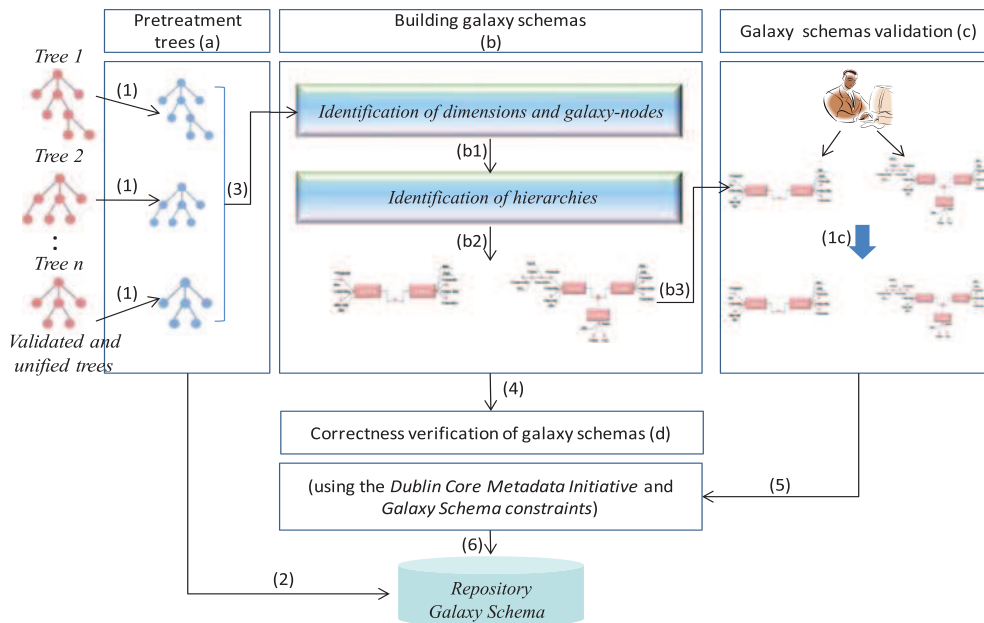 Pretreatment
trees (a)
Building galaxy schemas
(b)
Galaxy schemas validation (c)
Tree 1
(1)
Tree 2
(1)
:
Tree n
(1)
Validated and
unified trees
(3)
Identification of dimensions and galaxy-nodes
(b1)
Identification of hierarchies
(b2)
(b3)
(1c)
(4)
Correctness verification of galaxy schemas (d)
(using the Dublin Core Metadata Initiative and
Galaxy Schema constraints)
(5)
(6)
(2)
Repository
Galaxy Schema